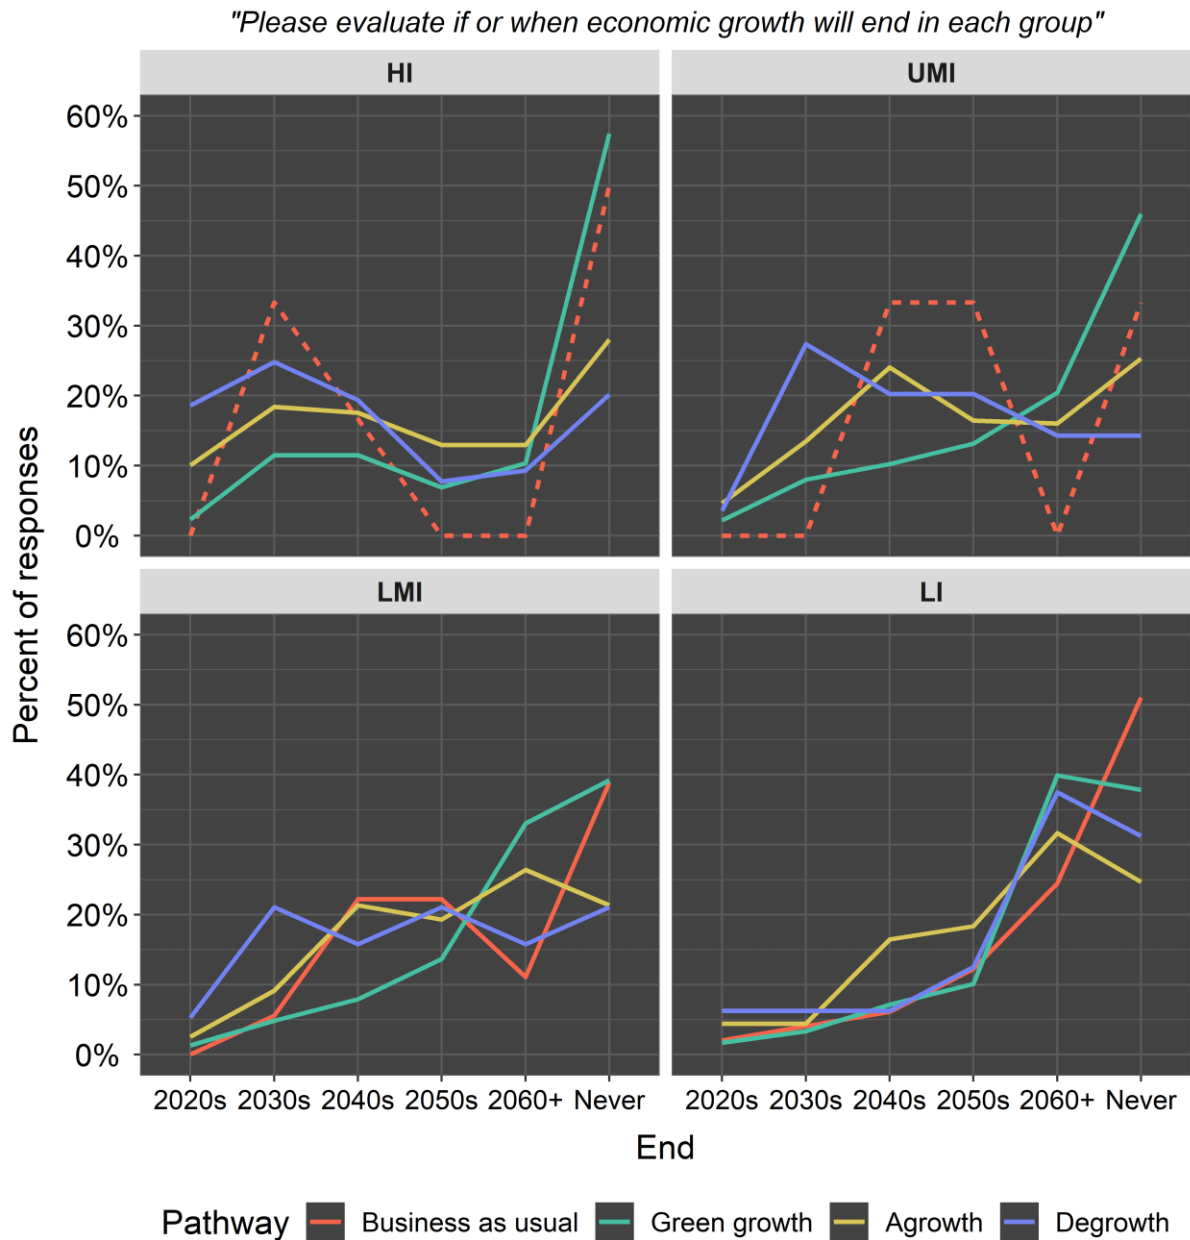 "Please evaluate if or when economic growth will end in each group"
HI
UMI
60%
50%
40%
30%
20%
10%
0%
LMI
LI
60%
50%
40%
30%
20%
10%
0%
Percent of responses
2020s 2030s 2040s 2050s 2060+ Never
2020s 2030s 2040s 2050s 2060+ Never
End
Pathway Business as usual Green growth Agrowth Degrowth